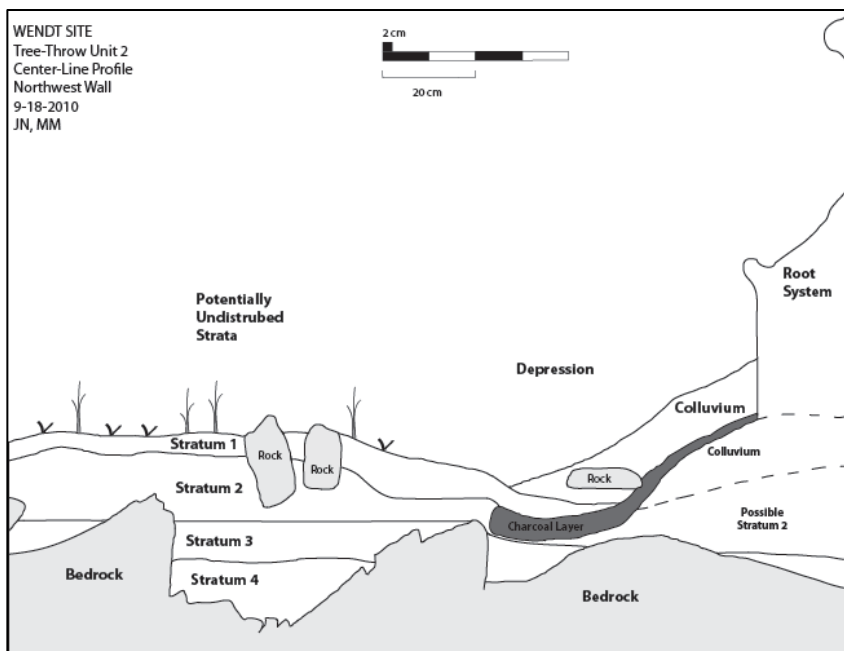 WENDT SITE
Tree-Throw Unit 2
Center-Line Profile
Northwest Wall
9-18-2010
JN, MM
2 cm
20 cm
Root
System
Potentially
Undistrubed
Strata
Depression
Colluvium
Stratum 1
Rock
Rock
Colluvium
Rock
Stratum 2
Charcoal Layer
Possible
Stratum 2
Stratum 3
Bedrock
Stratum 4
Bedrock